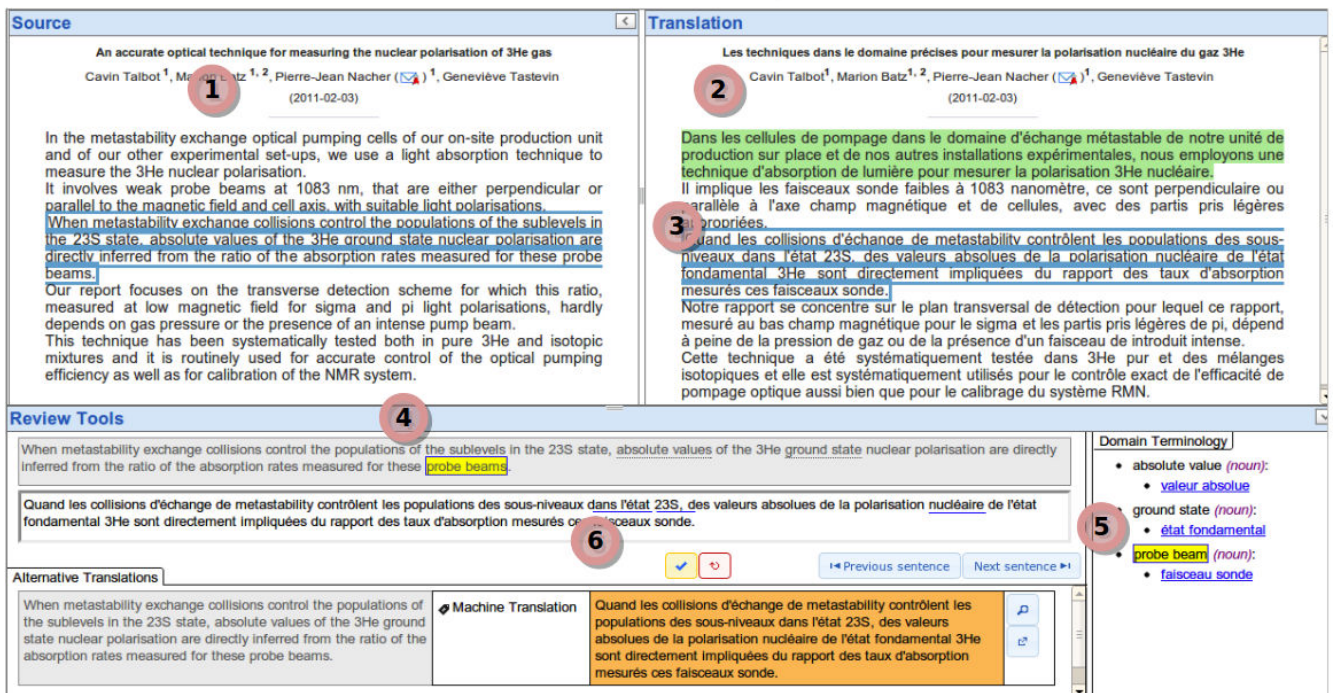 Source
An accurate optical technique for measuring the nuclear polarisation of 3He gas
Cavin Talbot 1, Marion Batz 1, 2, Pierre-Jean Nacher ( ) 1, Geneviève Tastevin
1
(2011-02-03)
In the metastability exchange optical pumping cells of our on-site production unit
and of our other experimental set-ups, we use a light absorption technique to
measure the 3He nuclear polarisation.
It involves weak probe beams at 1083 nm, that are either perpendicular or
parallel to the magnetic field and cell axis, with suitable light polarisations.
When metastability exchange collisions control the populations of the sublevels in
the 23S state, absolute values of the 3He ground state nuclear polarisation are
directly inferred from the ratio of the absorption rates measured for these probe
beams.
Our report focuses on the transverse detection scheme for which this ratio,
measured at low magnetic field for sigma and pi light polarisations, hardly
depends on gas pressure or the presence of an intense pump beam.
This technique has been systematically tested both in pure 3He and isotopic
mixtures and it is routinely used for accurate control of the optical pumping
efficiency as well as for calibration of the NMR system.
Translation
Les techniques dans le domaine précises pour mesurer la polarisation nucléaire du gaz 3He
Cavin Talbot1, Marion Batz1, 2, Pierre-Jean Nacher ( )1, Geneviève Tastevin
2
(2011-02-03)
Dans les cellules de pompage dans le domaine d'échange métastable de notre unité de
production sur place et de nos autres installations expérimentales, nous employons une
technique d'absorption de lumière pour mesurer la polarisation 3He nucléaire.
Il implique les faisceaux sonde faibles à 1083 nanomètre, ce sont perpendiculaire ou
parallèle à l'axe champ magnétique et de cellules, avec des partis pris légères
appropriées.
3
Quand les collisions d'échange de metastability contrôlent les populations des sous-
niveaux dans l'état 23S, des valeurs absolues de la polarisation nucléaire de l'état
fondamental 3He sont directement impliquées du rapport des taux d'absorption
mesurés ces faisceaux sonde.
Notre rapport se concentre sur le plan transversal de détection pour lequel ce rapport,
mesuré au bas champ magnétique pour le sigma et les partis pris légères de pi, dépend
à peine de la pression de gaz ou de la présence d'un faisceau de introduit intense.
Cette technique a été systématiquement testée dans 3He pur et des mélanges
isotopiques et elle est systématiquement utilisés pour le contrôle exact de l'efficacité de
pompage optique aussi bien que pour le calibrage du système RMN.
Review Tools
4
When metastability exchange collisions control the populations of the sublevels in the 23S state, absolute values of the 3He ground state nuclear polarisation are directly
inferred from the ratio of the absorption rates measured for these probe beams.
Quand les collisions d'échange de metastability contrôlent les populations des sous-niveaux dans l'état 23S, des valeurs absolues de la polarisation nucléaire de l'état
fondamental 3He sont directement impliquées du rapport des taux d'absorption mesurés ces faisceaux sonde.
6
Previous sentence
Next sentence
Alternative Translations
When metastability exchange collisions control the populations of
the sublevels in the 23S state, absolute values of the 3He ground
state nuclear polarisation are directly inferred from the ratio of the
absorption rates measured for these probe beams.
Machine Translation
Quand les collisions d'échange de metastability contrôlent les
populations des sous-niveaux dans l'état 23S, des valeurs
absolues de la polarisation nucléaire de l'état fondamental 3He
sont directement impliquées du rapport des taux d'absorption
mesurés ces faisceaux sonde.
Domain Terminology
absolute value (noun):
valeur absolue
ground state (noun):
5
état fondamental
probe beam (noun):
faisceau sonde